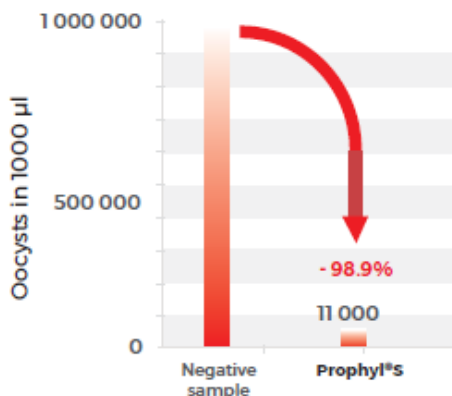 1 000 000
Oocysts in 1000 µl
500 000
- 98.9%
11 000
0
Negative
sample
Prophyl®S